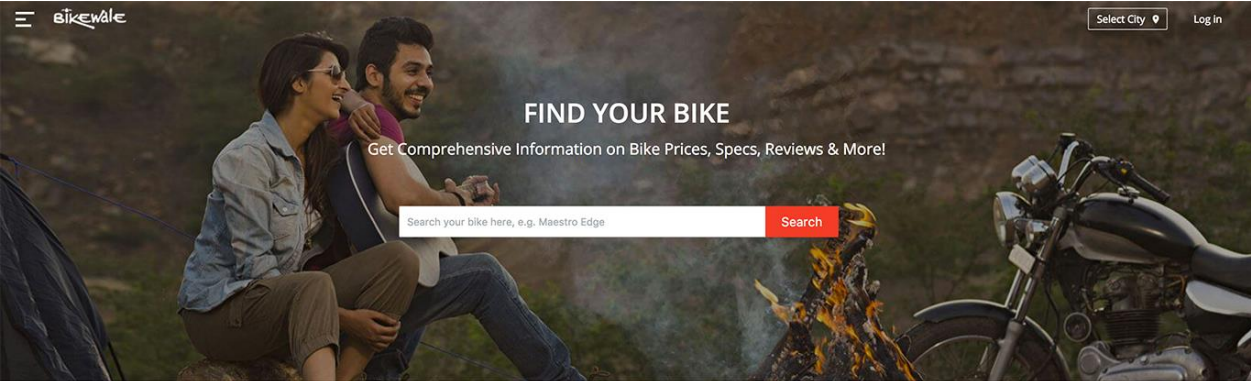 BikeWale
Select City
Log in
FIND YOUR BIKE
Get Comprehensive Information on Bike Prices, Specs, Reviews & More!
Search your bike here, e.g. Maestro Edge
Search